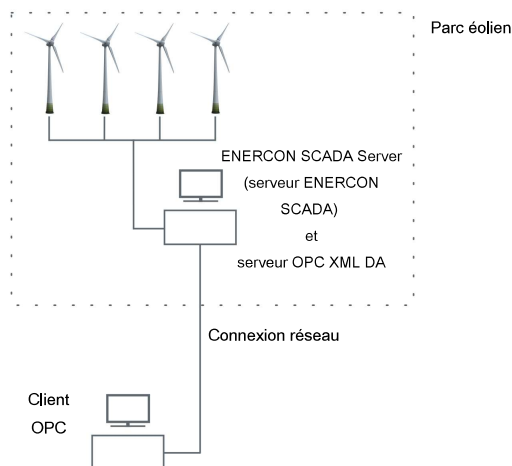 Parc éolien
ENERCON SCADA Server
(serveur ENERCON
SCADA)
et
serveur OPC XML DA
Connexion réseau
Client
OPC